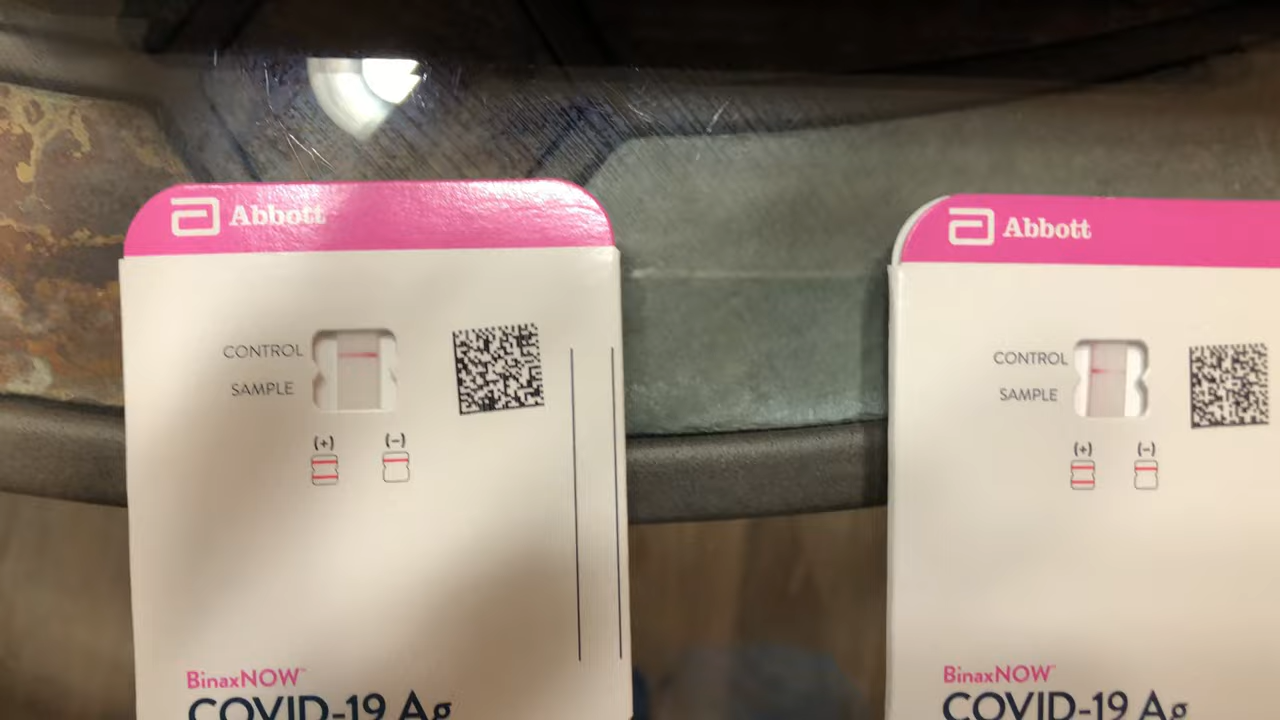 Abbott
CONTROL
SAMPLE
(+) (-)
BinaxNOW™
COVID-19 Ag
Abbott
CONTROL
SAMPLE
(+) (-)
BinaxNOW™
COVID-19 Ag